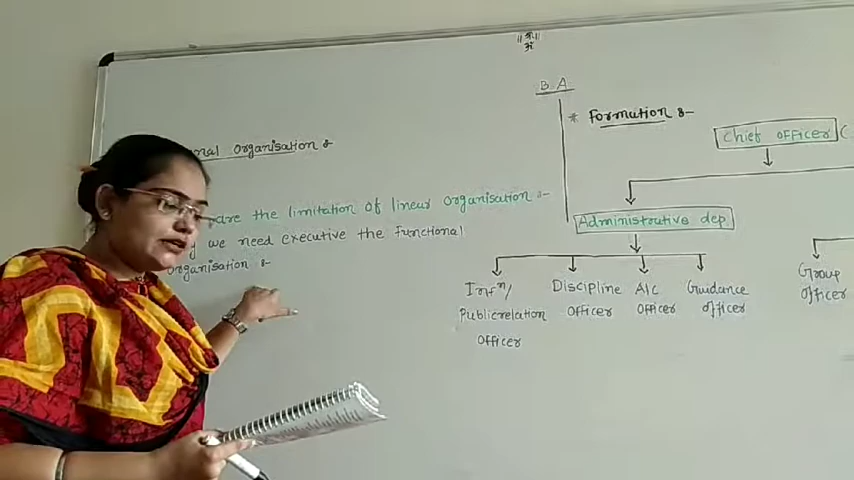 ॥श्री॥
B A
onal organisation :-
* Formution :-
Chief Officer
are the limitation of linear organisation :-
we need executive the functional
organisation :-
Administrative dep
Infⁿ/
Publicrelation
Officer
Discipline
Officer
A/C
Officer
Guidance
Officer
Group
Officer